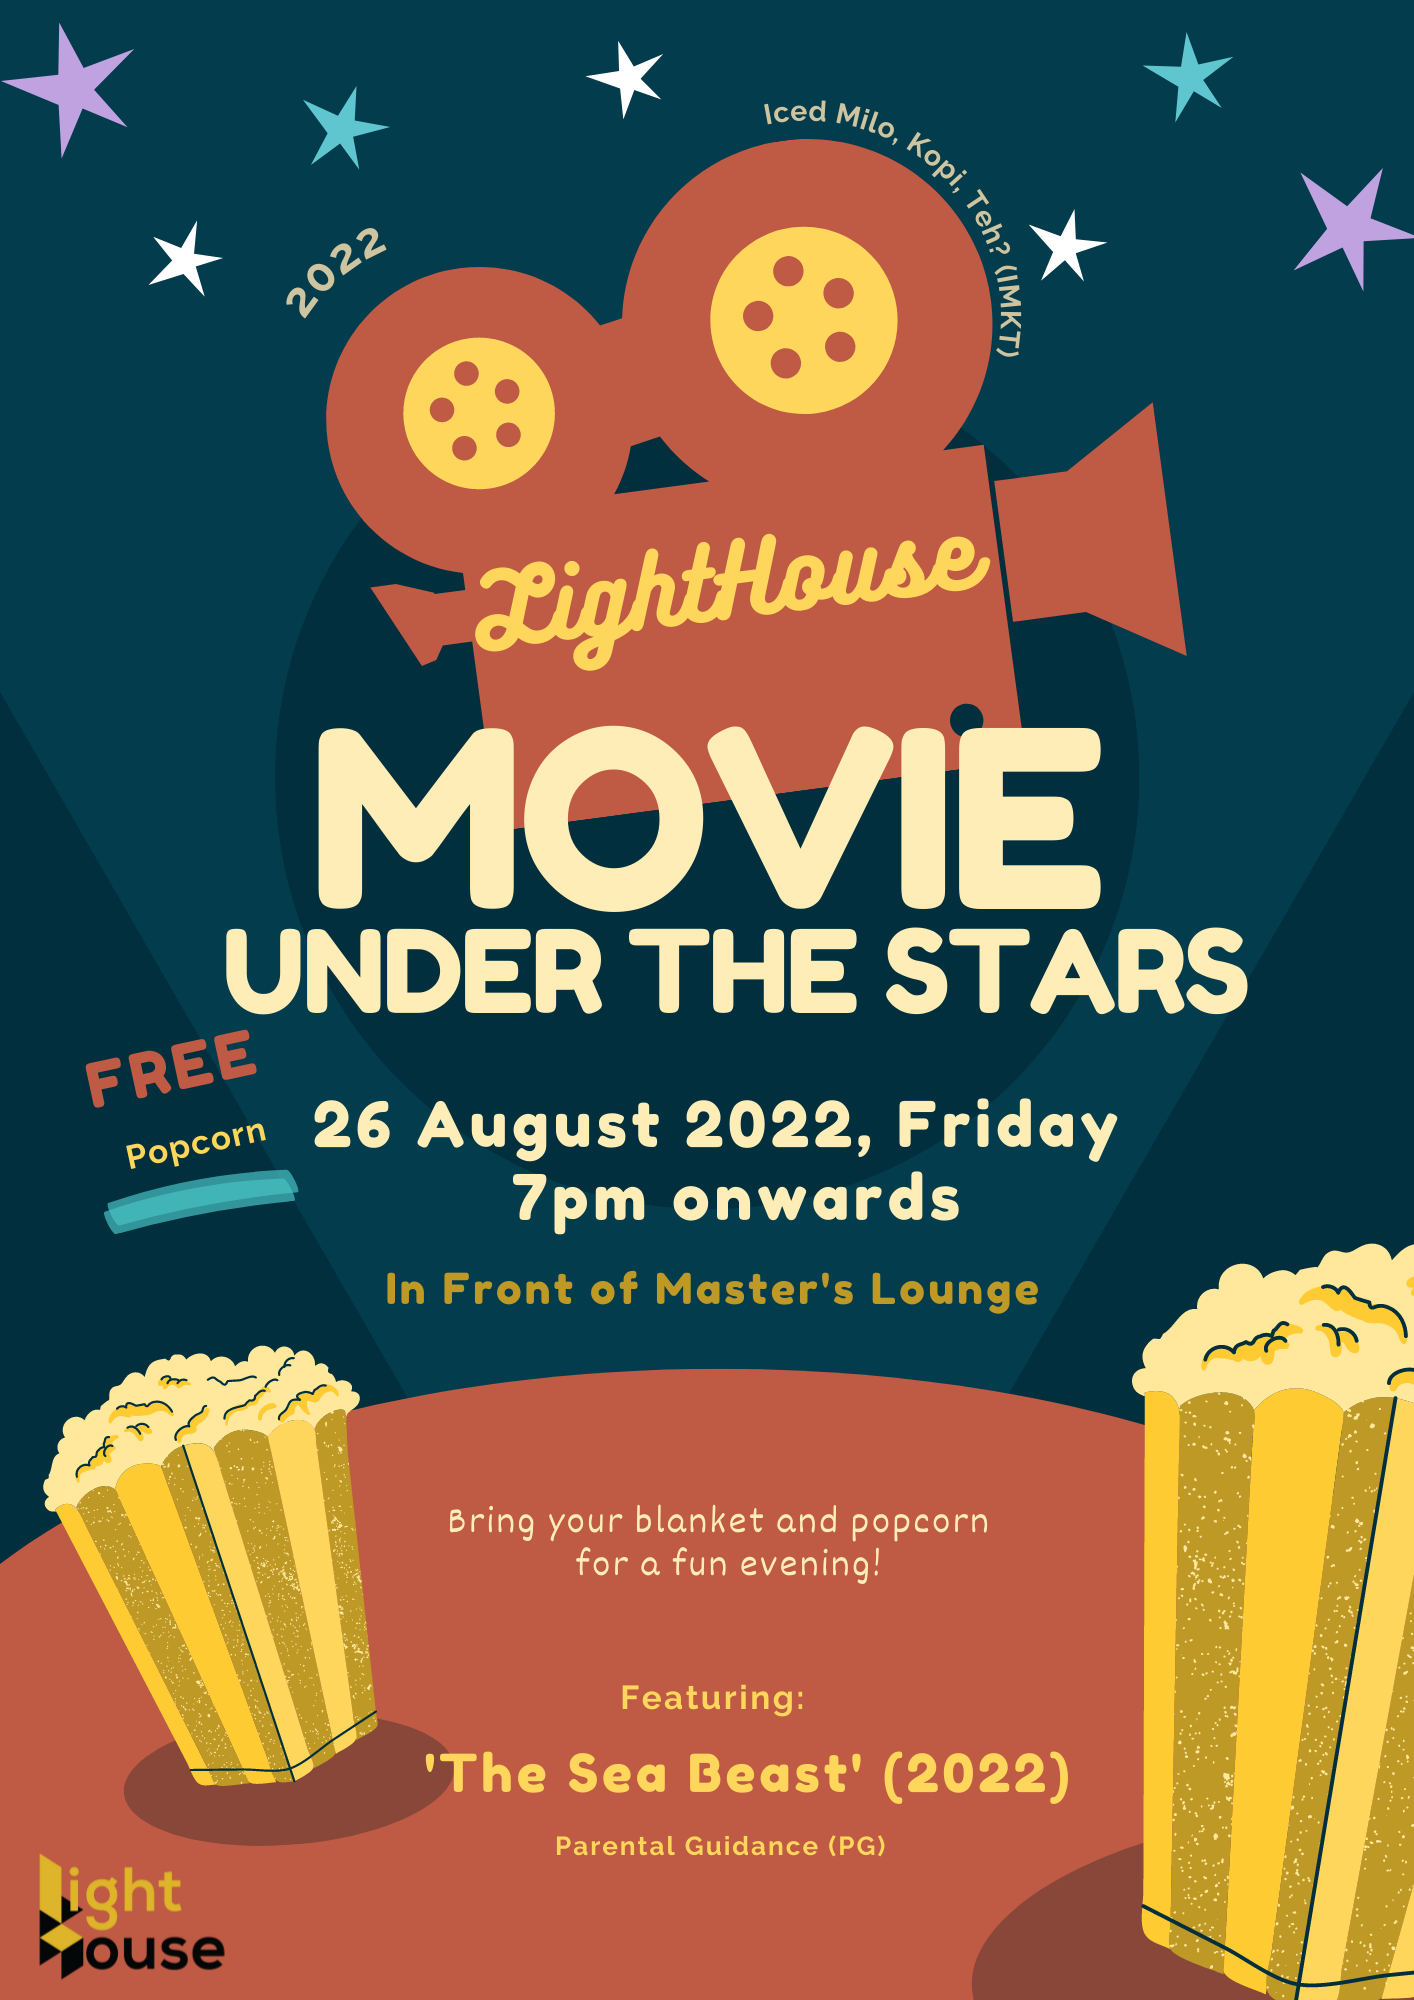 Iced Milo, Kopi, Teh? (IMKT)
2022
LightHouse
MOVIE
UNDER THE STARS
FREE
Popcorn
26 August 2022, Friday
7pm onwards
In Front of Master's Lounge
Bring your blanket and popcorn
for a fun evening!
Featuring:
'The Sea Beast' (2022)
Parental Guidance (PG)
light
House